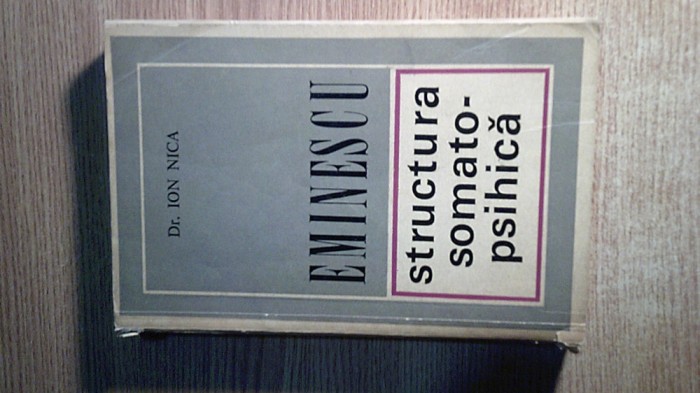 Dr. ION NICA
EMINESCU
structura
somato-
psihică